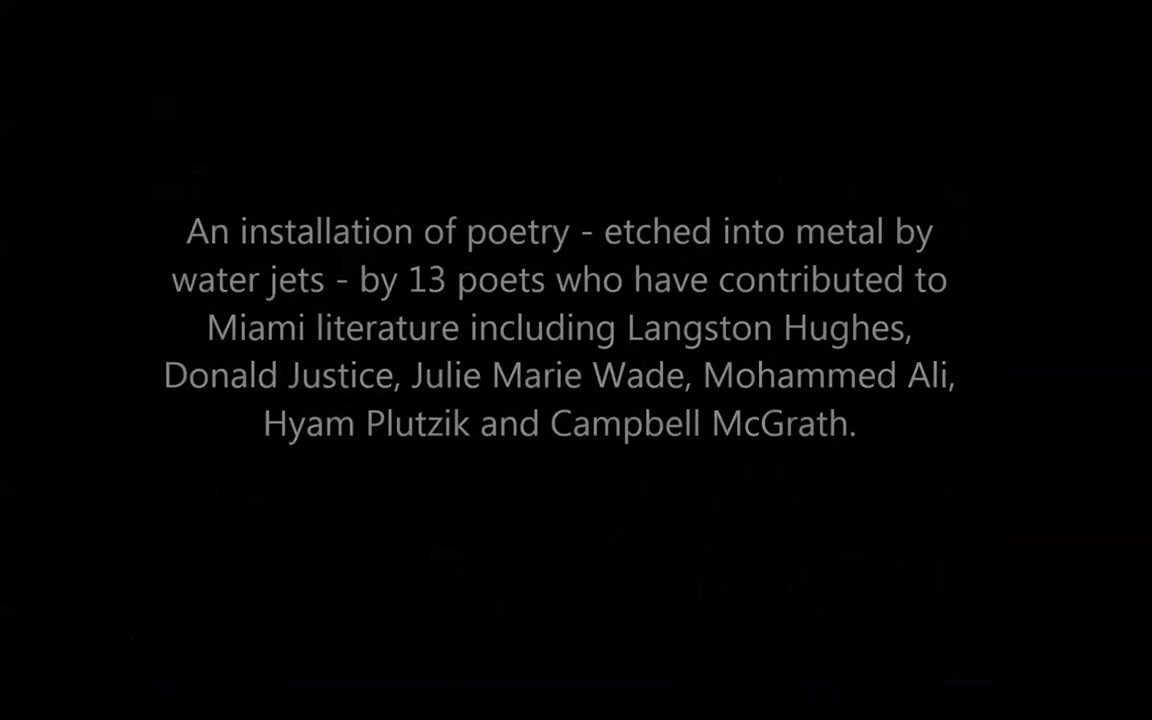 An installation of poetry - etched into metal by
water jets - by 13 poets who have contributed to
Miami literature including Langston Hughes,
Donald Justice, Julie Marie Wade, Mohammed Ali,
Hyam Plutzik and Campbell McGrath.